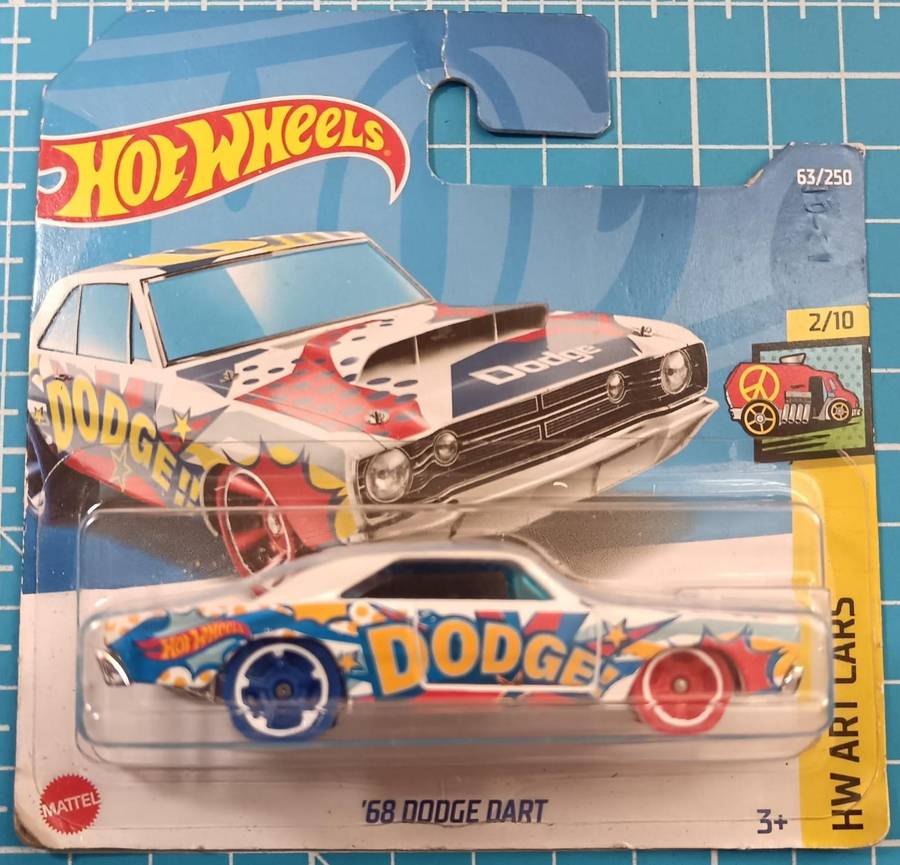 HOT WHEELS
63/250
2/10
Dodge
DODGE!!
HOT WHEELS
DODGE!
MATTEL
'68 DODGE DART
3+
HW ART CARS